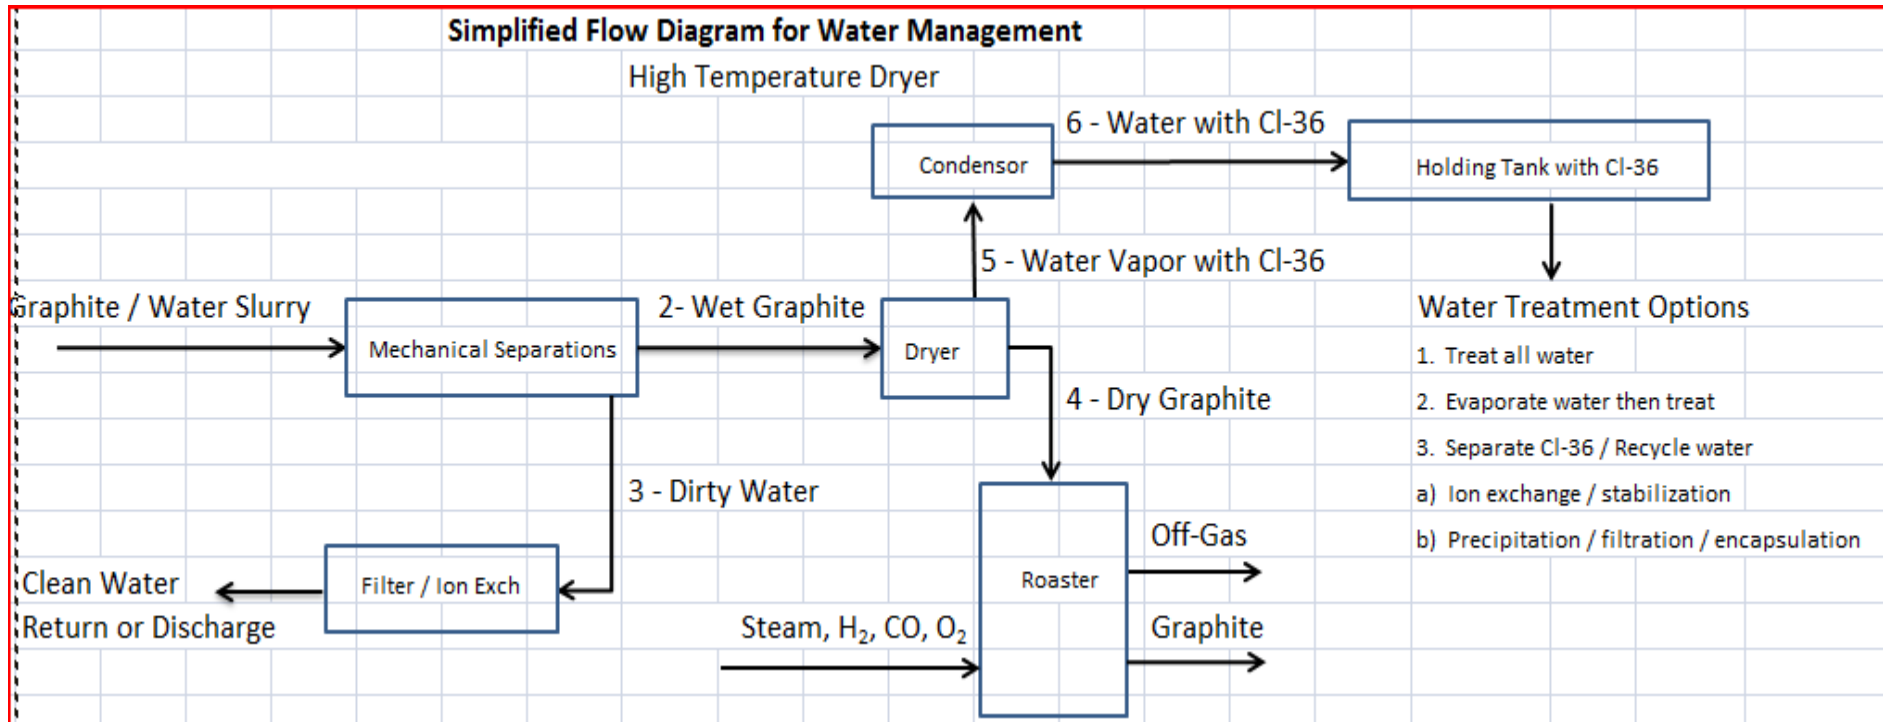 Simplified Flow Diagram for Water Management
High Temperature Dryer
6 - Water with Cl-36
Condensor
Holding Tank with Cl-36
5 - Water Vapor with Cl-36
Graphite / Water Slurry
2- Wet Graphite
Mechanical Separations
Dryer
4 - Dry Graphite
Water Treatment Options
1. Treat all water
2. Evaporate water then treat
3. Separate Cl-36 / Recycle water
a) Ion exchange / stabilization
b) Precipitation / filtration / encapsulation
3 - Dirty Water
Filter / Ion Exch
Clean Water
Return or Discharge
Roaster
Off-Gas
Steam, H₂, CO, O₂
Graphite